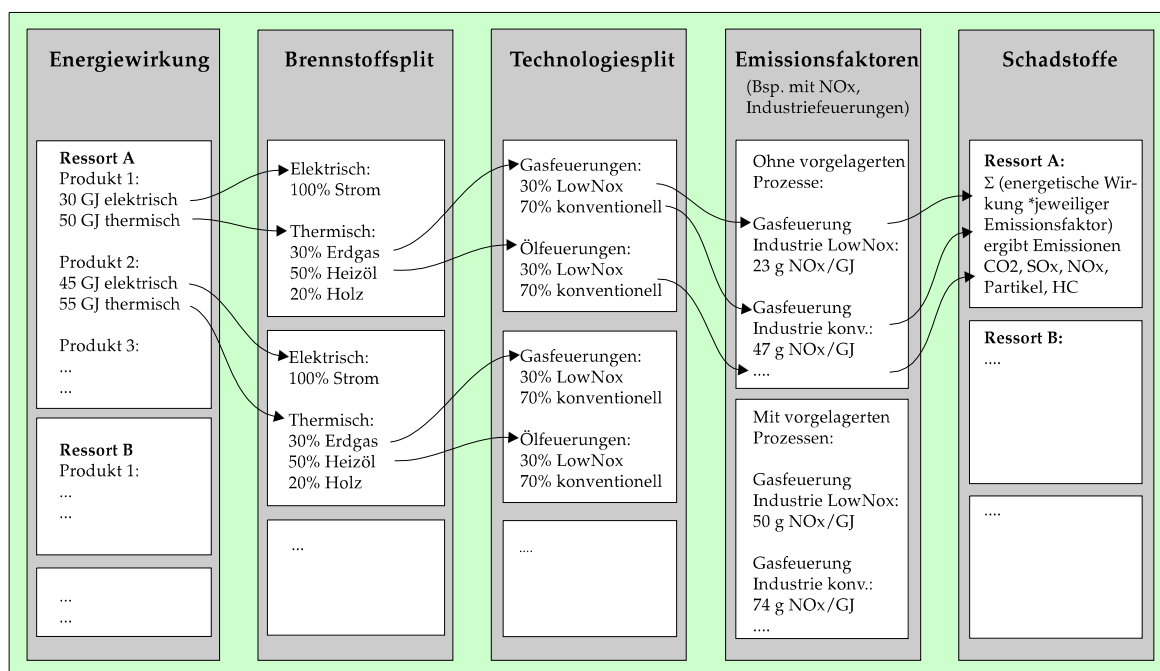 Energiewirkung
Ressort A
Produkt 1:
30 GJ elektrisch
50 GJ thermisch
Produkt 2:
45 GJ elektrisch
55 GJ thermisch
Produkt 3:
...
...
Ressort B
Produkt 1:
...
...
...
...
Brennstoffsplit
Elektrisch:
100% Strom
Thermisch:
30% Erdgas
50% Heizöl
20% Holz
Elektrisch:
100% Strom
Thermisch:
30% Erdgas
50% Heizöl
20% Holz
...
Technologiesplit
Gasfeuerungen:
30% LowNox
70% konventionell
Ölfeuerungen:
30% LowNox
70% konventionell
Gasfeuerungen:
30% LowNox
70% konventionell
Ölfeuerungen:
30% LowNox
70% konventionell
....
Emissionsfaktoren
(Bsp. mit NOx,
Industriefeuerungen)
Ohne vorgelagerten
Prozesse:
Gasfeuerung
Industrie LowNox:
23 g NOx/GJ
Gasfeuerung
Industrie konv.:
47 g NOx/GJ
....
Mit vorgelagerten
Prozessen:
Gasfeuerung
Industrie LowNox:
50 g NOx/GJ
Gasfeuerung
Industrie konv.:
74 g NOx/GJ
....
Schadstoffe
Ressort A:
Σ (energetische Wir-
kung *jeweiliger
Emissionsfaktor)
ergibt Emissionen
CO2, SOx, NOx,
Partikel, HC
Ressort B:
....
....